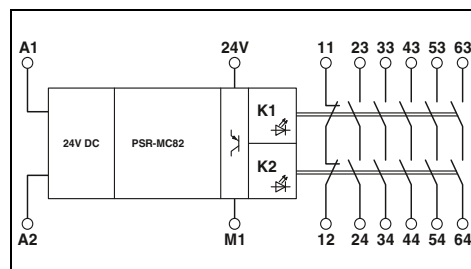 A1 24V 11 23 33 43 53 63
K1
24V DC PSR-MC82
K2
A2 M1 12 24 34 44 54 64